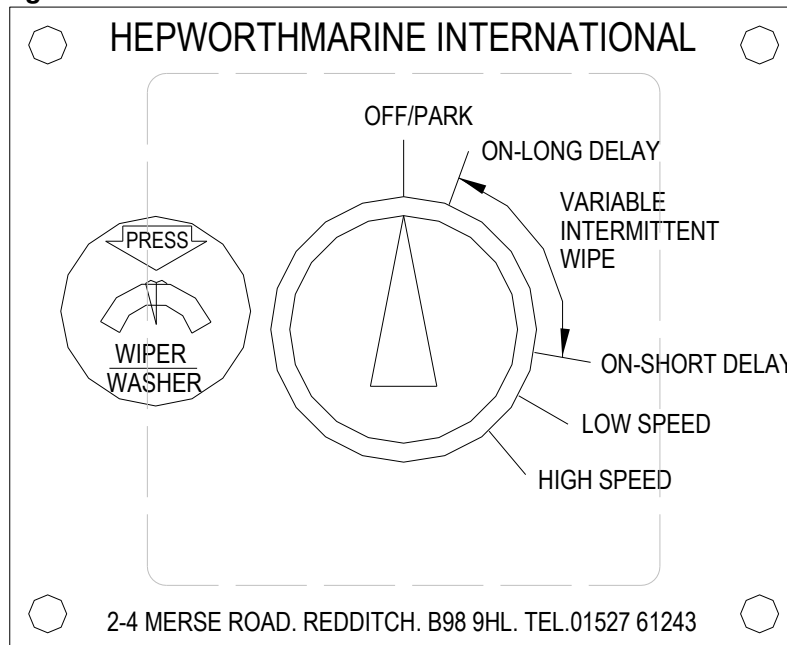 HEPWORTHMARINE INTERNATIONAL
OFF/PARK
ON-LONG DELAY
VARIABLE
INTERMITTENT
WIPE
PRESS
WIPER
WASHER
ON-SHORT DELAY
LOW SPEED
HIGH SPEED
2-4 MERSE ROAD. REDDITCH. B98 9HL. TEL.01527 61243